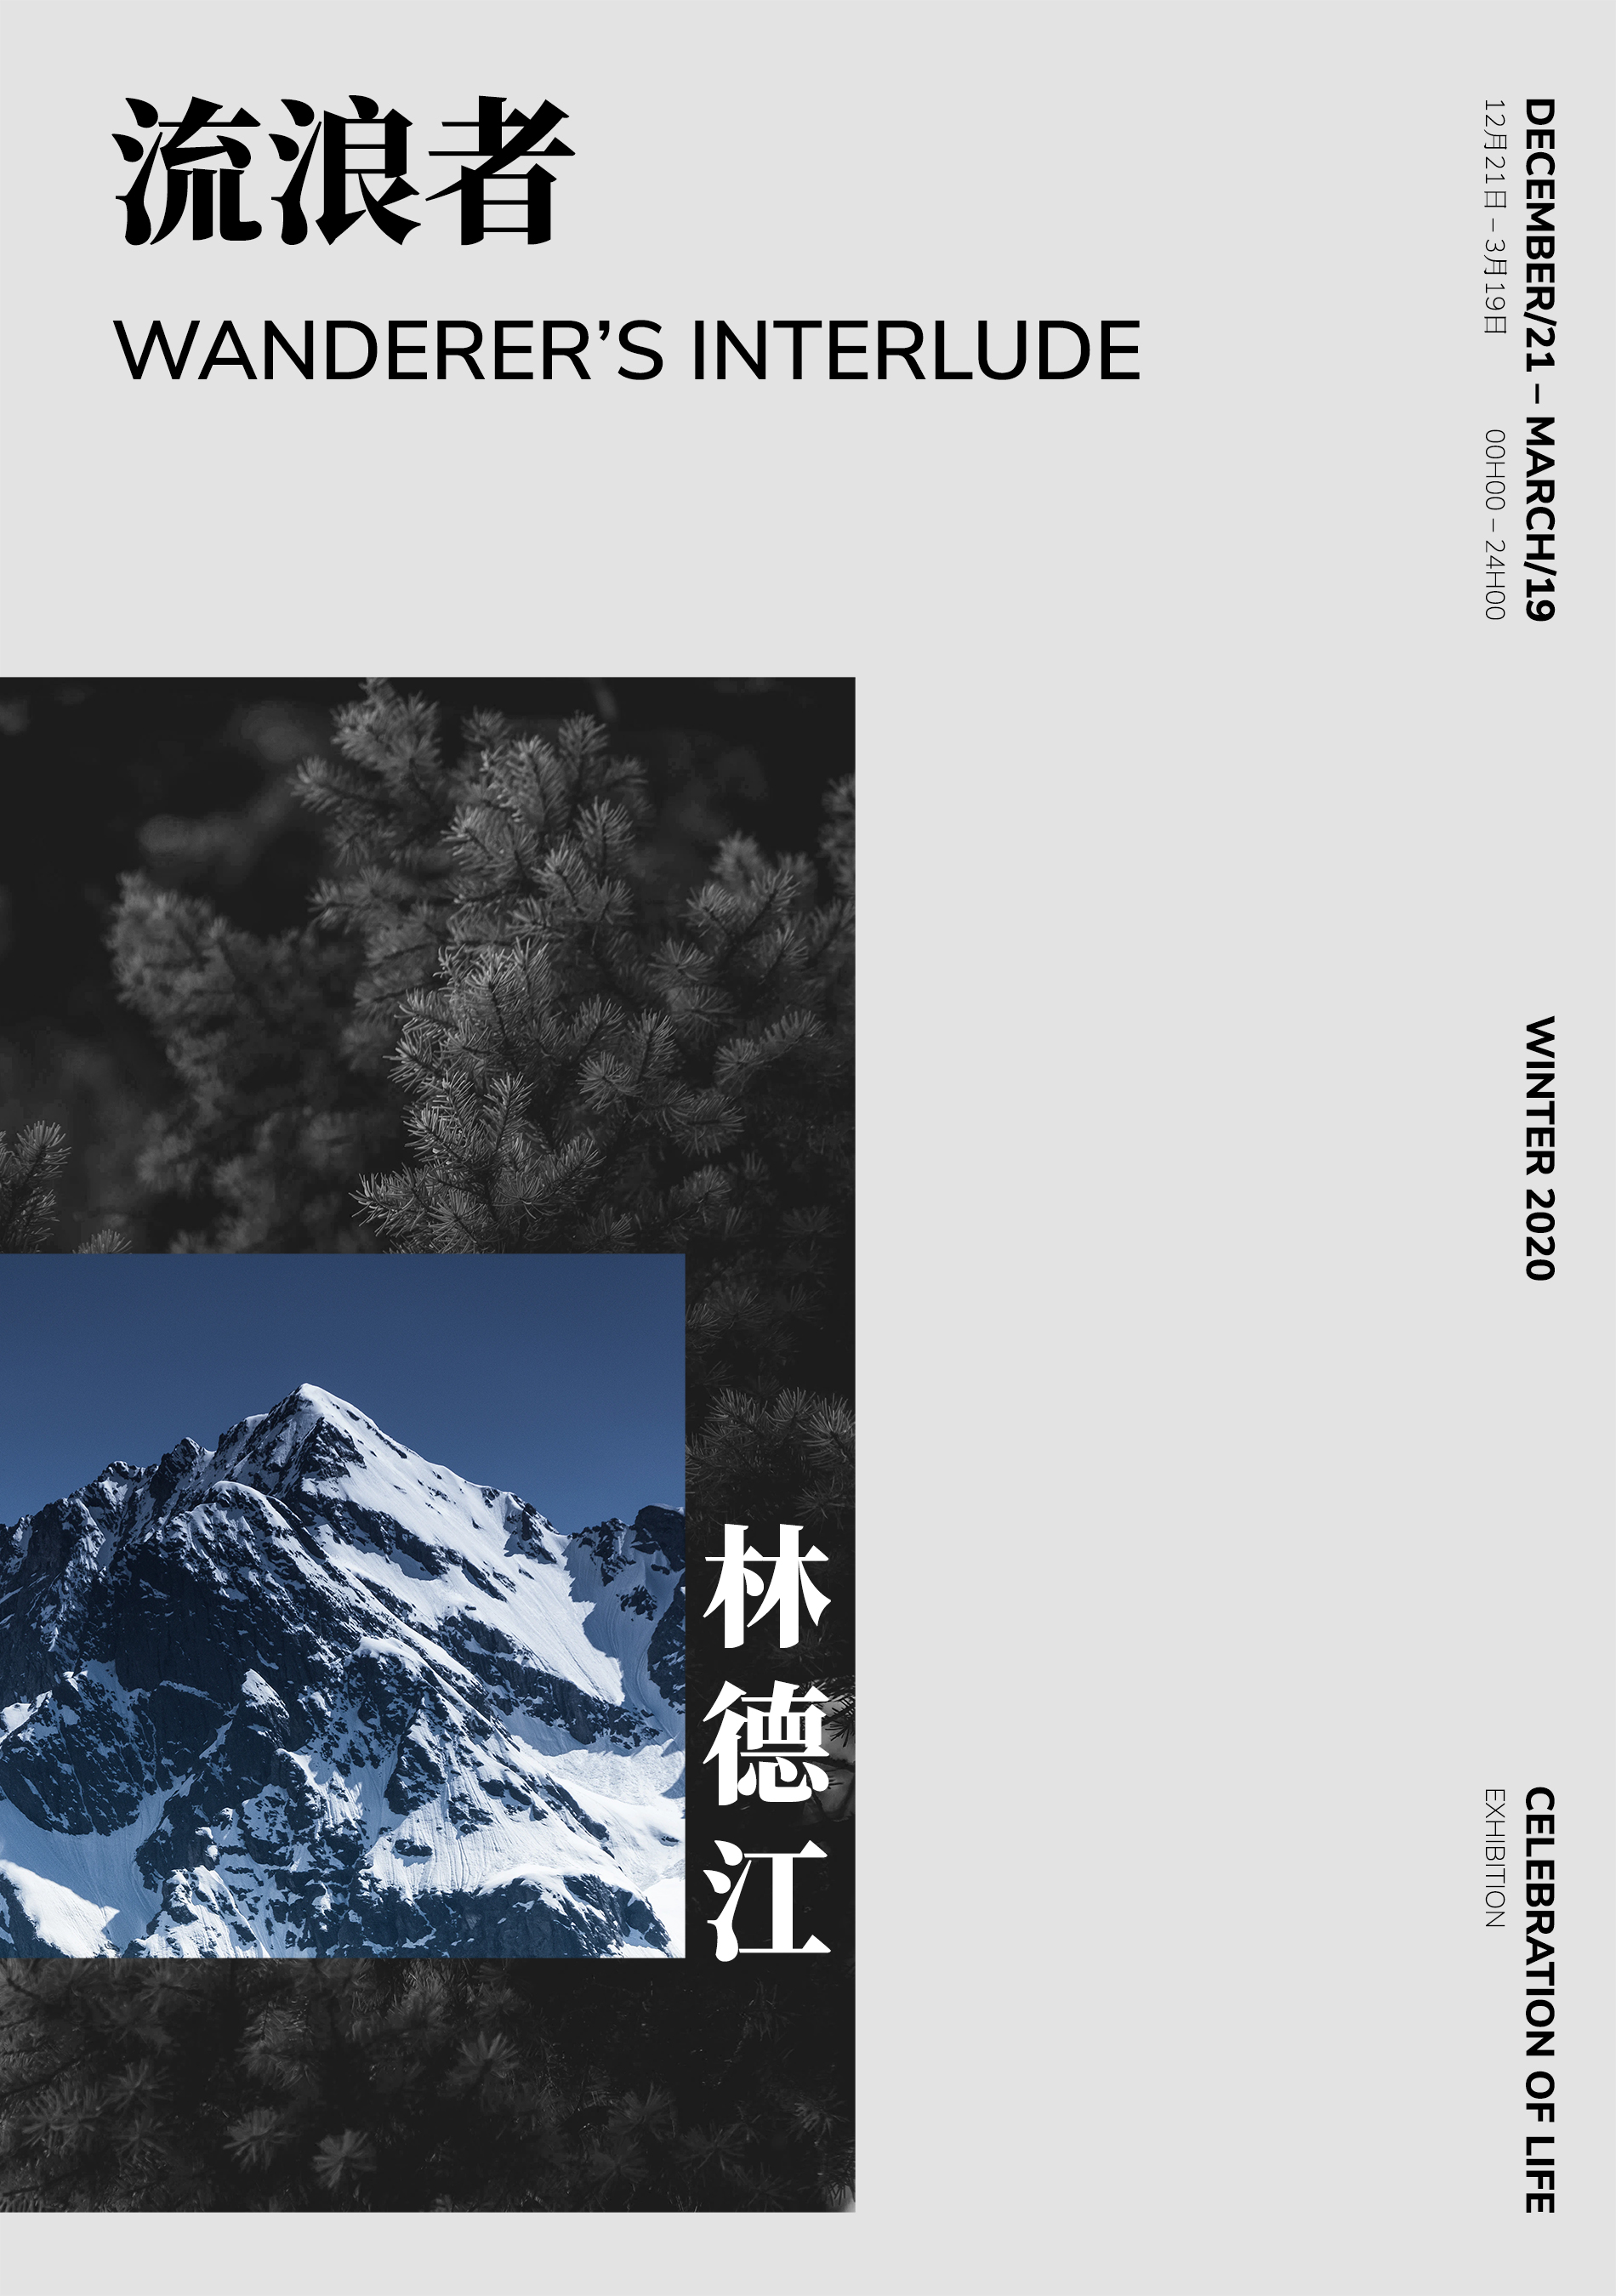 流浪者
WANDERER’S INTERLUDE
DECEMBER/21 – MARCH/19
12月21日 – 3月19日 00H00 – 24H00
WINTER 2020
CELEBRATION OF LIFE
EXHIBITION
林德江